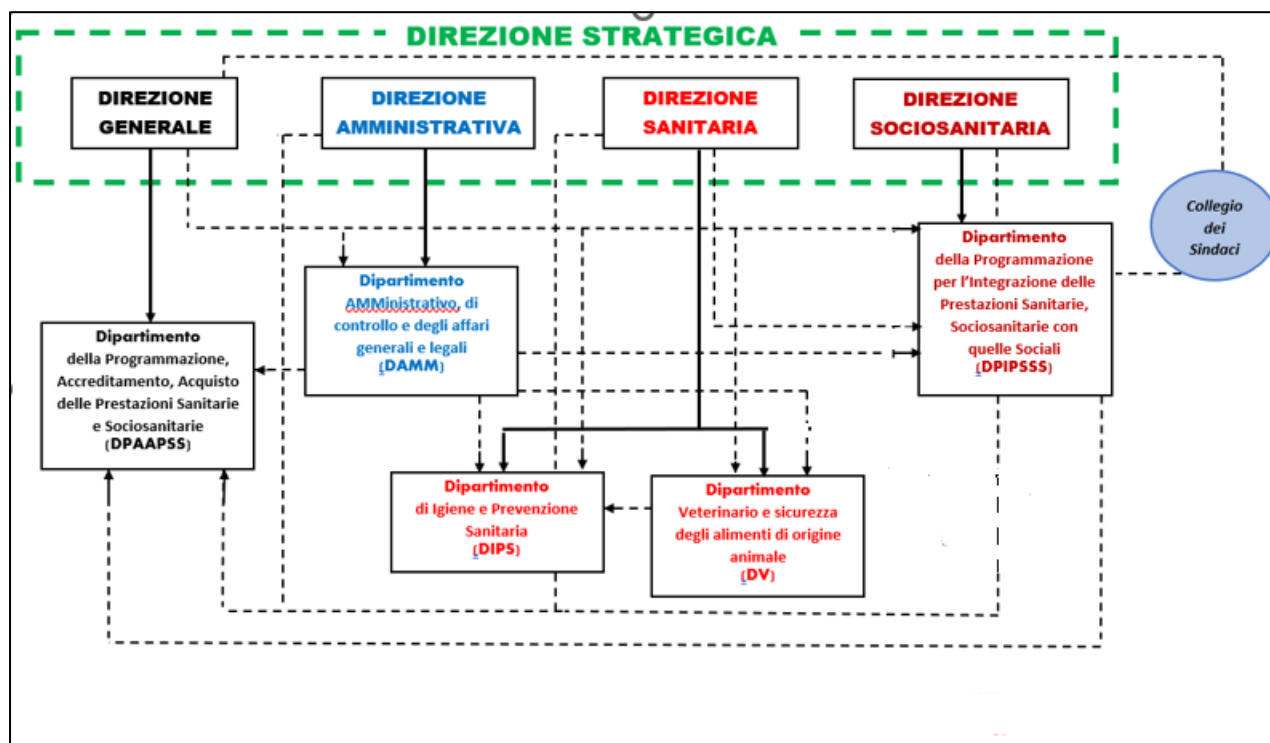 DIREZIONE STRATEGICA
DIREZIONE
GENERALE
DIREZIONE
AMMINISTRATIVA
DIREZIONE
SANITARIA
DIREZIONE
SOCIOSANITARIA
Collegio
dei
Sindaci
Dipartimento
della Programmazione
per l’Integrazione delle
Prestazioni Sanitarie,
Sociosanitarie con
quelle Sociali
(DPIPSSS)
Dipartimento
AMMinistrativo, di
controllo e degli affari
generali e legali
(DAMM)
Dipartimento
della Programmazione,
Accreditamento, Acquisto
delle Prestazioni Sanitarie
e Sociosanitarie
(DPAAPSS)
Dipartimento
di Igiene e Prevenzione
Sanitaria
(DIPS)
Dipartimento
Veterinario e sicurezza
degli alimenti di origine
animale
(DV)